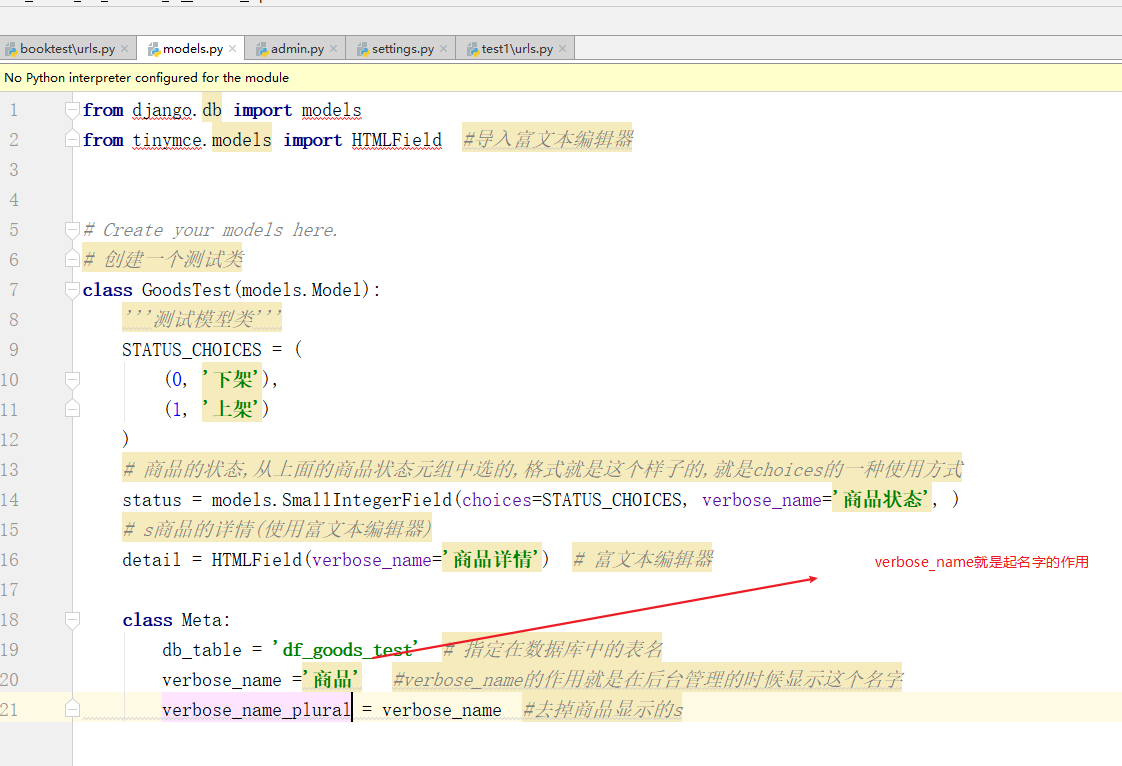 booktest\urls.py × models.py × admin.py × settings.py × test1\urls.py ×
No Python interpreter configured for the module
1 from django.db import models
2 from tinymce.models import HTMLField #导入富文本编辑器
3
4
5 # Create your models here.
6 # 创建一个测试类
7 class GoodsTest(models.Model):
8 '''测试模型类'''
9 STATUS_CHOICES = (
10 (0, '下架'),
11 (1, '上架')
12 )
13 # 商品的状态,从上面的商品状态元组中选的,格式就是这个样子的,就是choices的一种使用方式
14 status = models.SmallIntegerField(choices=STATUS_CHOICES, verbose_name='商品状态', )
15 # s商品的详情(使用富文本编辑器)
16 detail = HTMLField(verbose_name='商品详情') # 富文本编辑器
verbose_name就是起名字的作用
17
18 class Meta:
19 db_table = 'df_goods_test' # 指定在数据库中的表名
20 verbose_name ='商品' #verbose_name的作用就是在后台管理的时候显示这个名字
21 verbose_name_plural = verbose_name #去掉商品显示的s